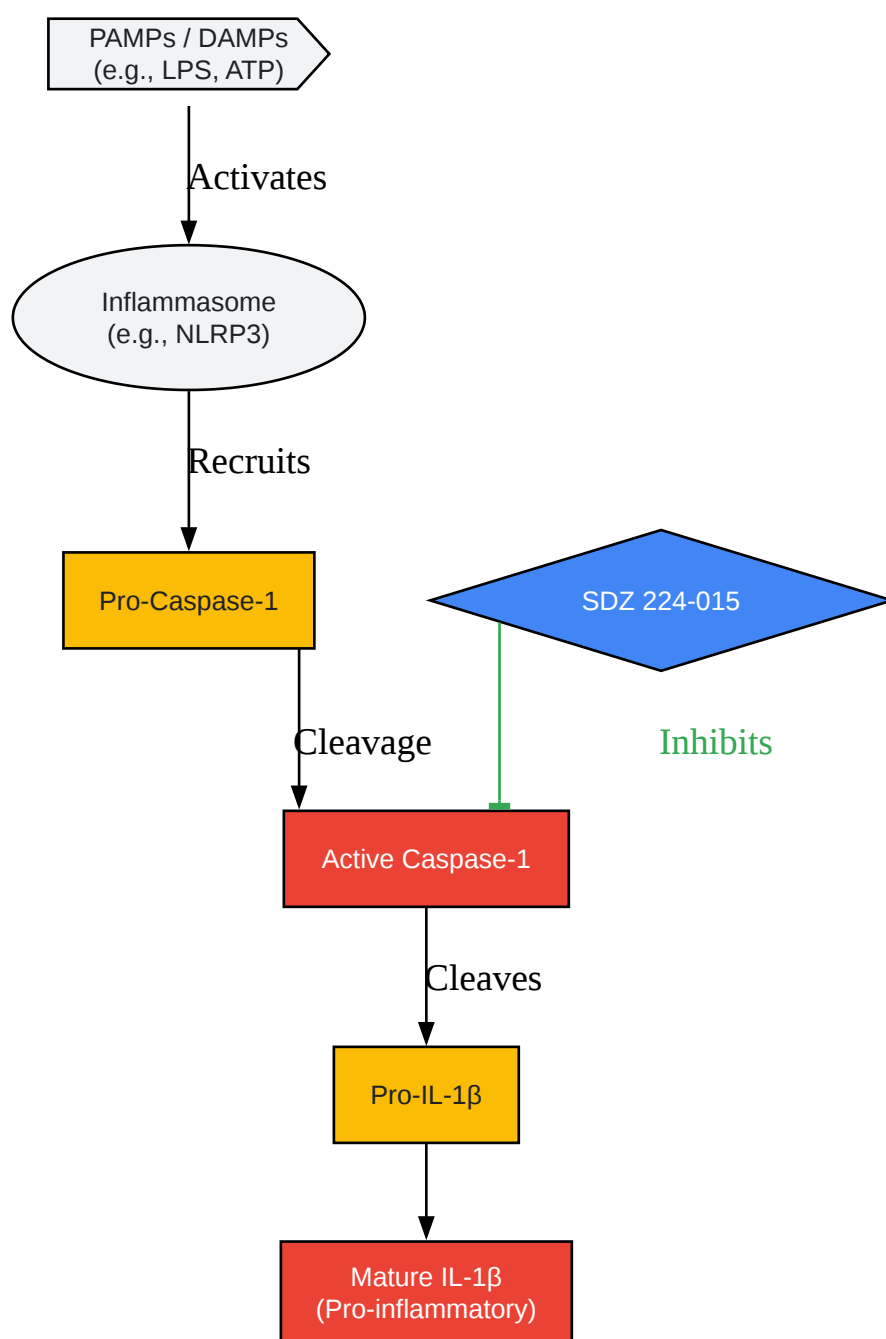 PAMPs / DAMPs
(e.g., LPS, ATP)
Activates
Inflammasome
(e.g., NLRP3)
Recruits
Pro-Caspase-1
SDZ 224-015
Cleavage
Inhibits
Active Caspase-1
Cleaves
Pro-IL-1β
Mature IL-1β
(Pro-inflammatory)